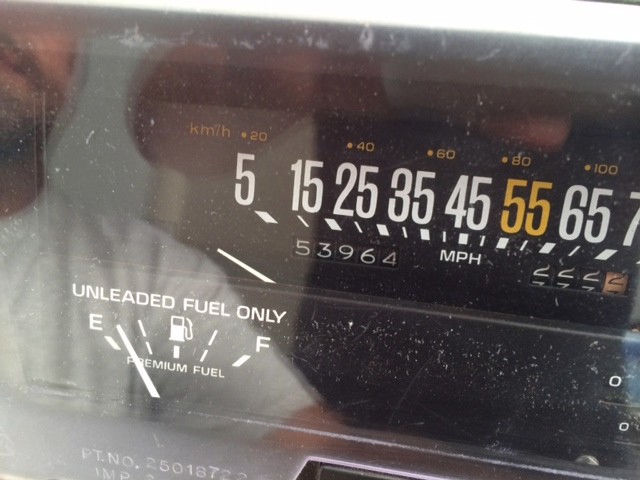 km/h 20 40 60 80 100
5 15 25 35 45 55 65
53964 MPH
UNLEADED FUEL ONLY
E F
PREMIUM FUEL
PT.NO.